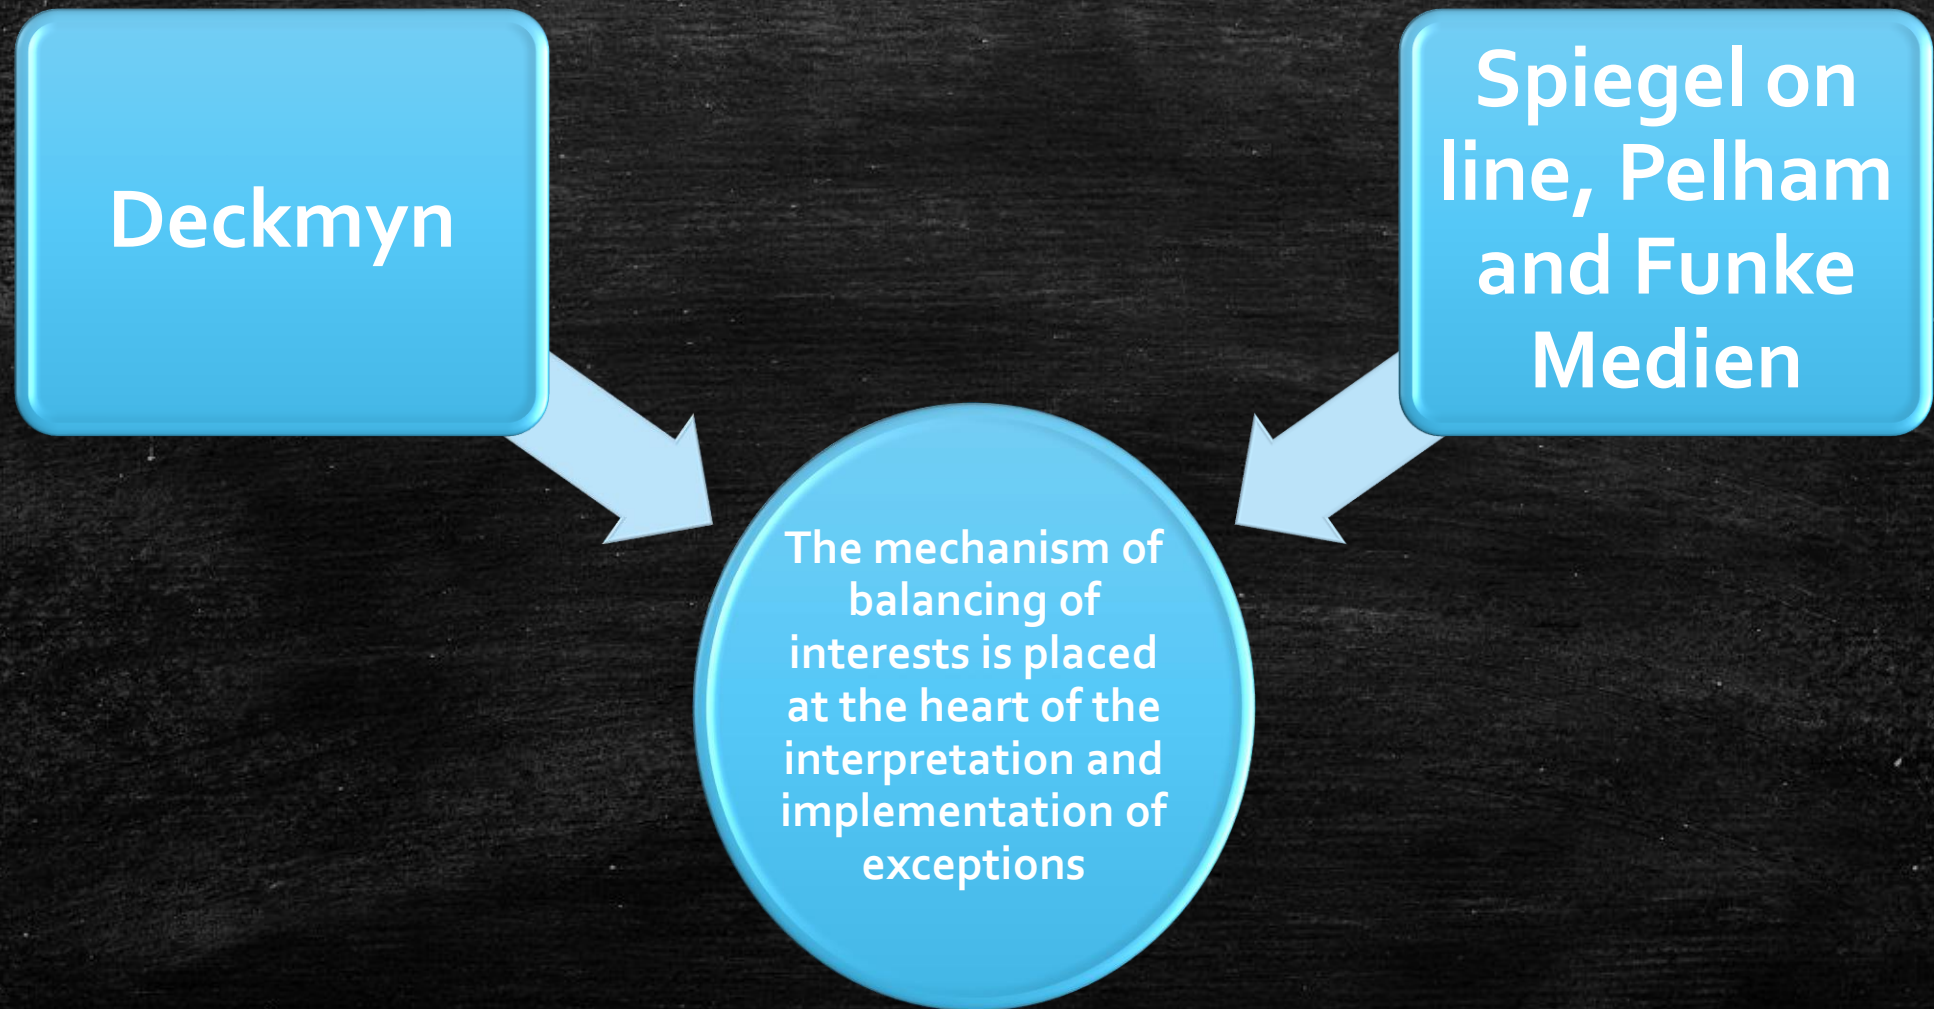 Deckmyn
Spiegel on
line, Pelham
and Funke
Medien
The mechanism of
balancing of
interests is placed
at the heart of the
interpretation and
implementation of
exceptions